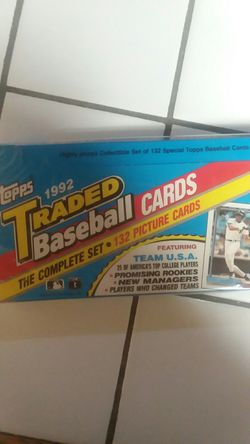 Highly prized Collectible Set of 132 Special Topps Baseball Cards
TOPPS
1992
TRADED
Baseball CARDS
THE COMPLETE SET • 132 PICTURE CARDS
FEATURING
TEAM U.S.A.
25 OF AMERICA'S TOP COLLEGE PLAYERS
• PROMISING ROOKIES
• NEW MANAGERS
• PLAYERS WHO CHANGED TEAMS